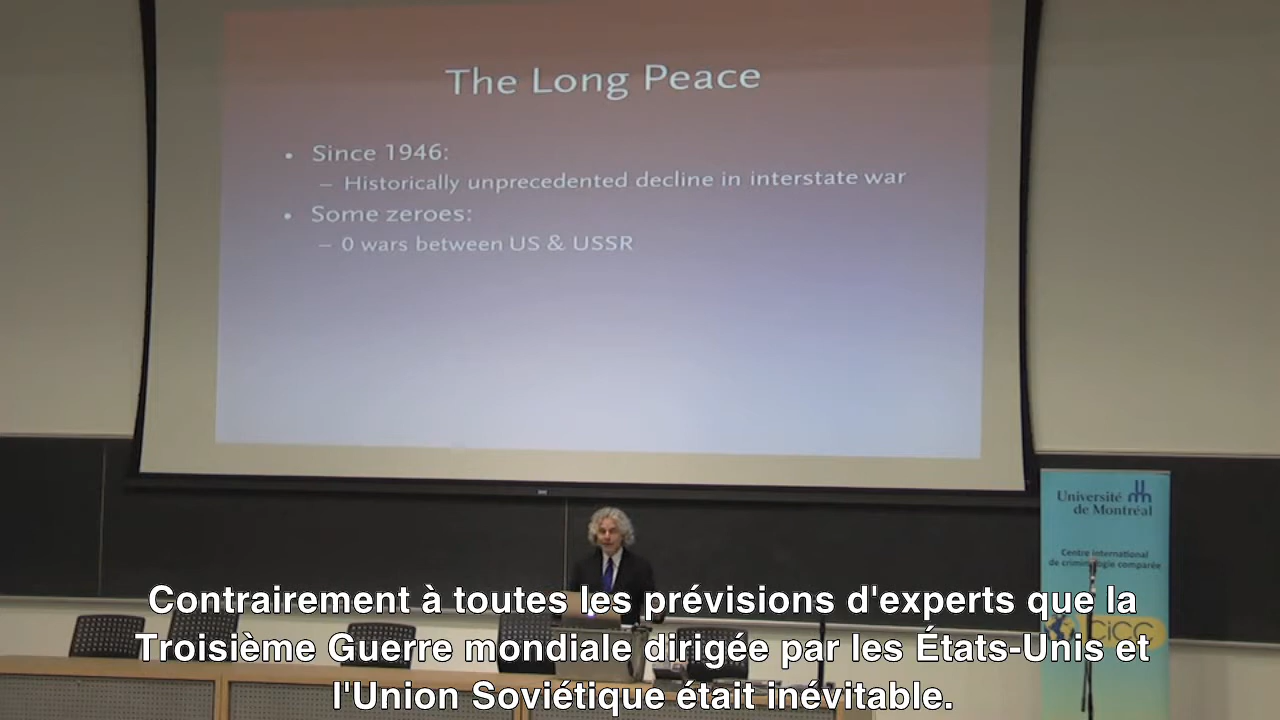 The Long Peace
• Since 1946:
– Historically unprecedented decline in interstate war
• Some zeroes:
– 0 wars between US & USSR
Université
de Montréal
Centre international
de criminologie comparée
CICC
Contrairement à toutes les prévisions d'experts que la
Troisième Guerre mondiale dirigée par les États-Unis et
l'Union Soviétique était inévitable.